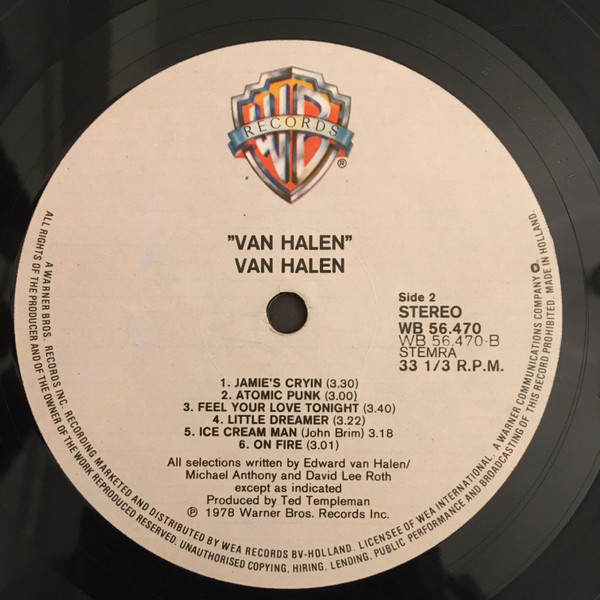 WB
RECORDS
®
"VAN HALEN"
VAN HALEN
Side 2
STEREO
WB 56.470
WB 56.470-B
STEMRA
33 1/3 R.P.M.
1. JAMIE'S CRYIN (3.30)
2. ATOMIC PUNK (3.00)
3. FEEL YOUR LOVE TONIGHT (3.40)
4. LITTLE DREAMER (3.22)
5. ICE CREAM MAN (John Brim) 3.18
6. ON FIRE (3.01)
All selections written by Edward van Halen/
Michael Anthony and David Lee Roth
except as indicated
Produced by Ted Templeman
℗ 1978 Warner Bros. Records Inc.
A WARNER BROS. RECORDS INC. RECORDING MARKETED AND DISTRIBUTED BY WEA RECORDS BV-HOLLAND. LICENSEE OF WEA INTERNATIONAL. A WARNER COMMUNICATIONS COMPANY
ALL RIGHTS OF THE PRODUCER AND OF THE OWNER OF THE WORK REPRODUCED RESERVED. UNAUTHORISED COPYING, HIRING, LENDING, PUBLIC PERFORMANCE AND BROADCASTING OF THIS RECORD PROHIBITED. MADE IN HOLLAND.